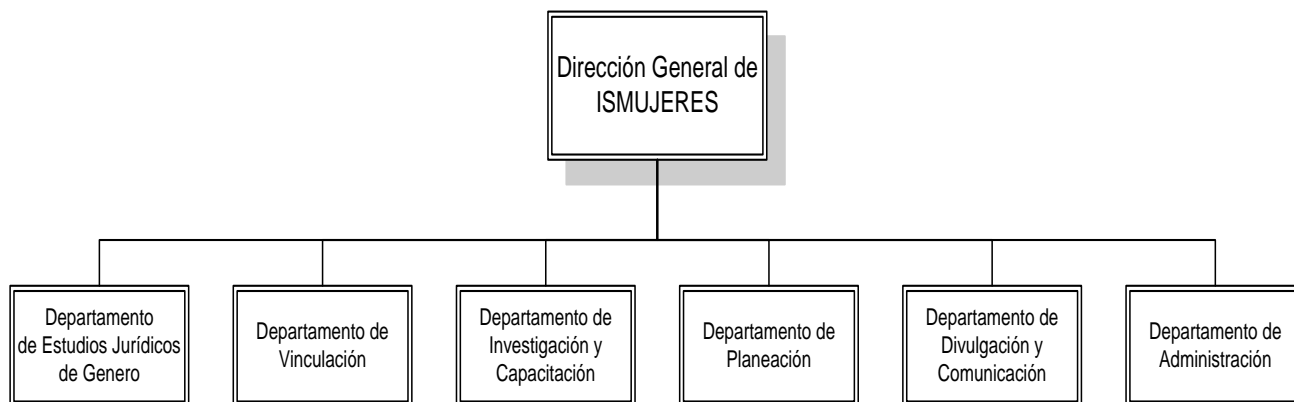 Dirección General de
ISMUJERES
Departamento
de Estudios Jurídicos
de Genero
Departamento de
Vinculación
Departamento de
Investigación y
Capacitación
Departamento de
Planeación
Departamento de
Divulgación y
Comunicación
Departamento de
Administración